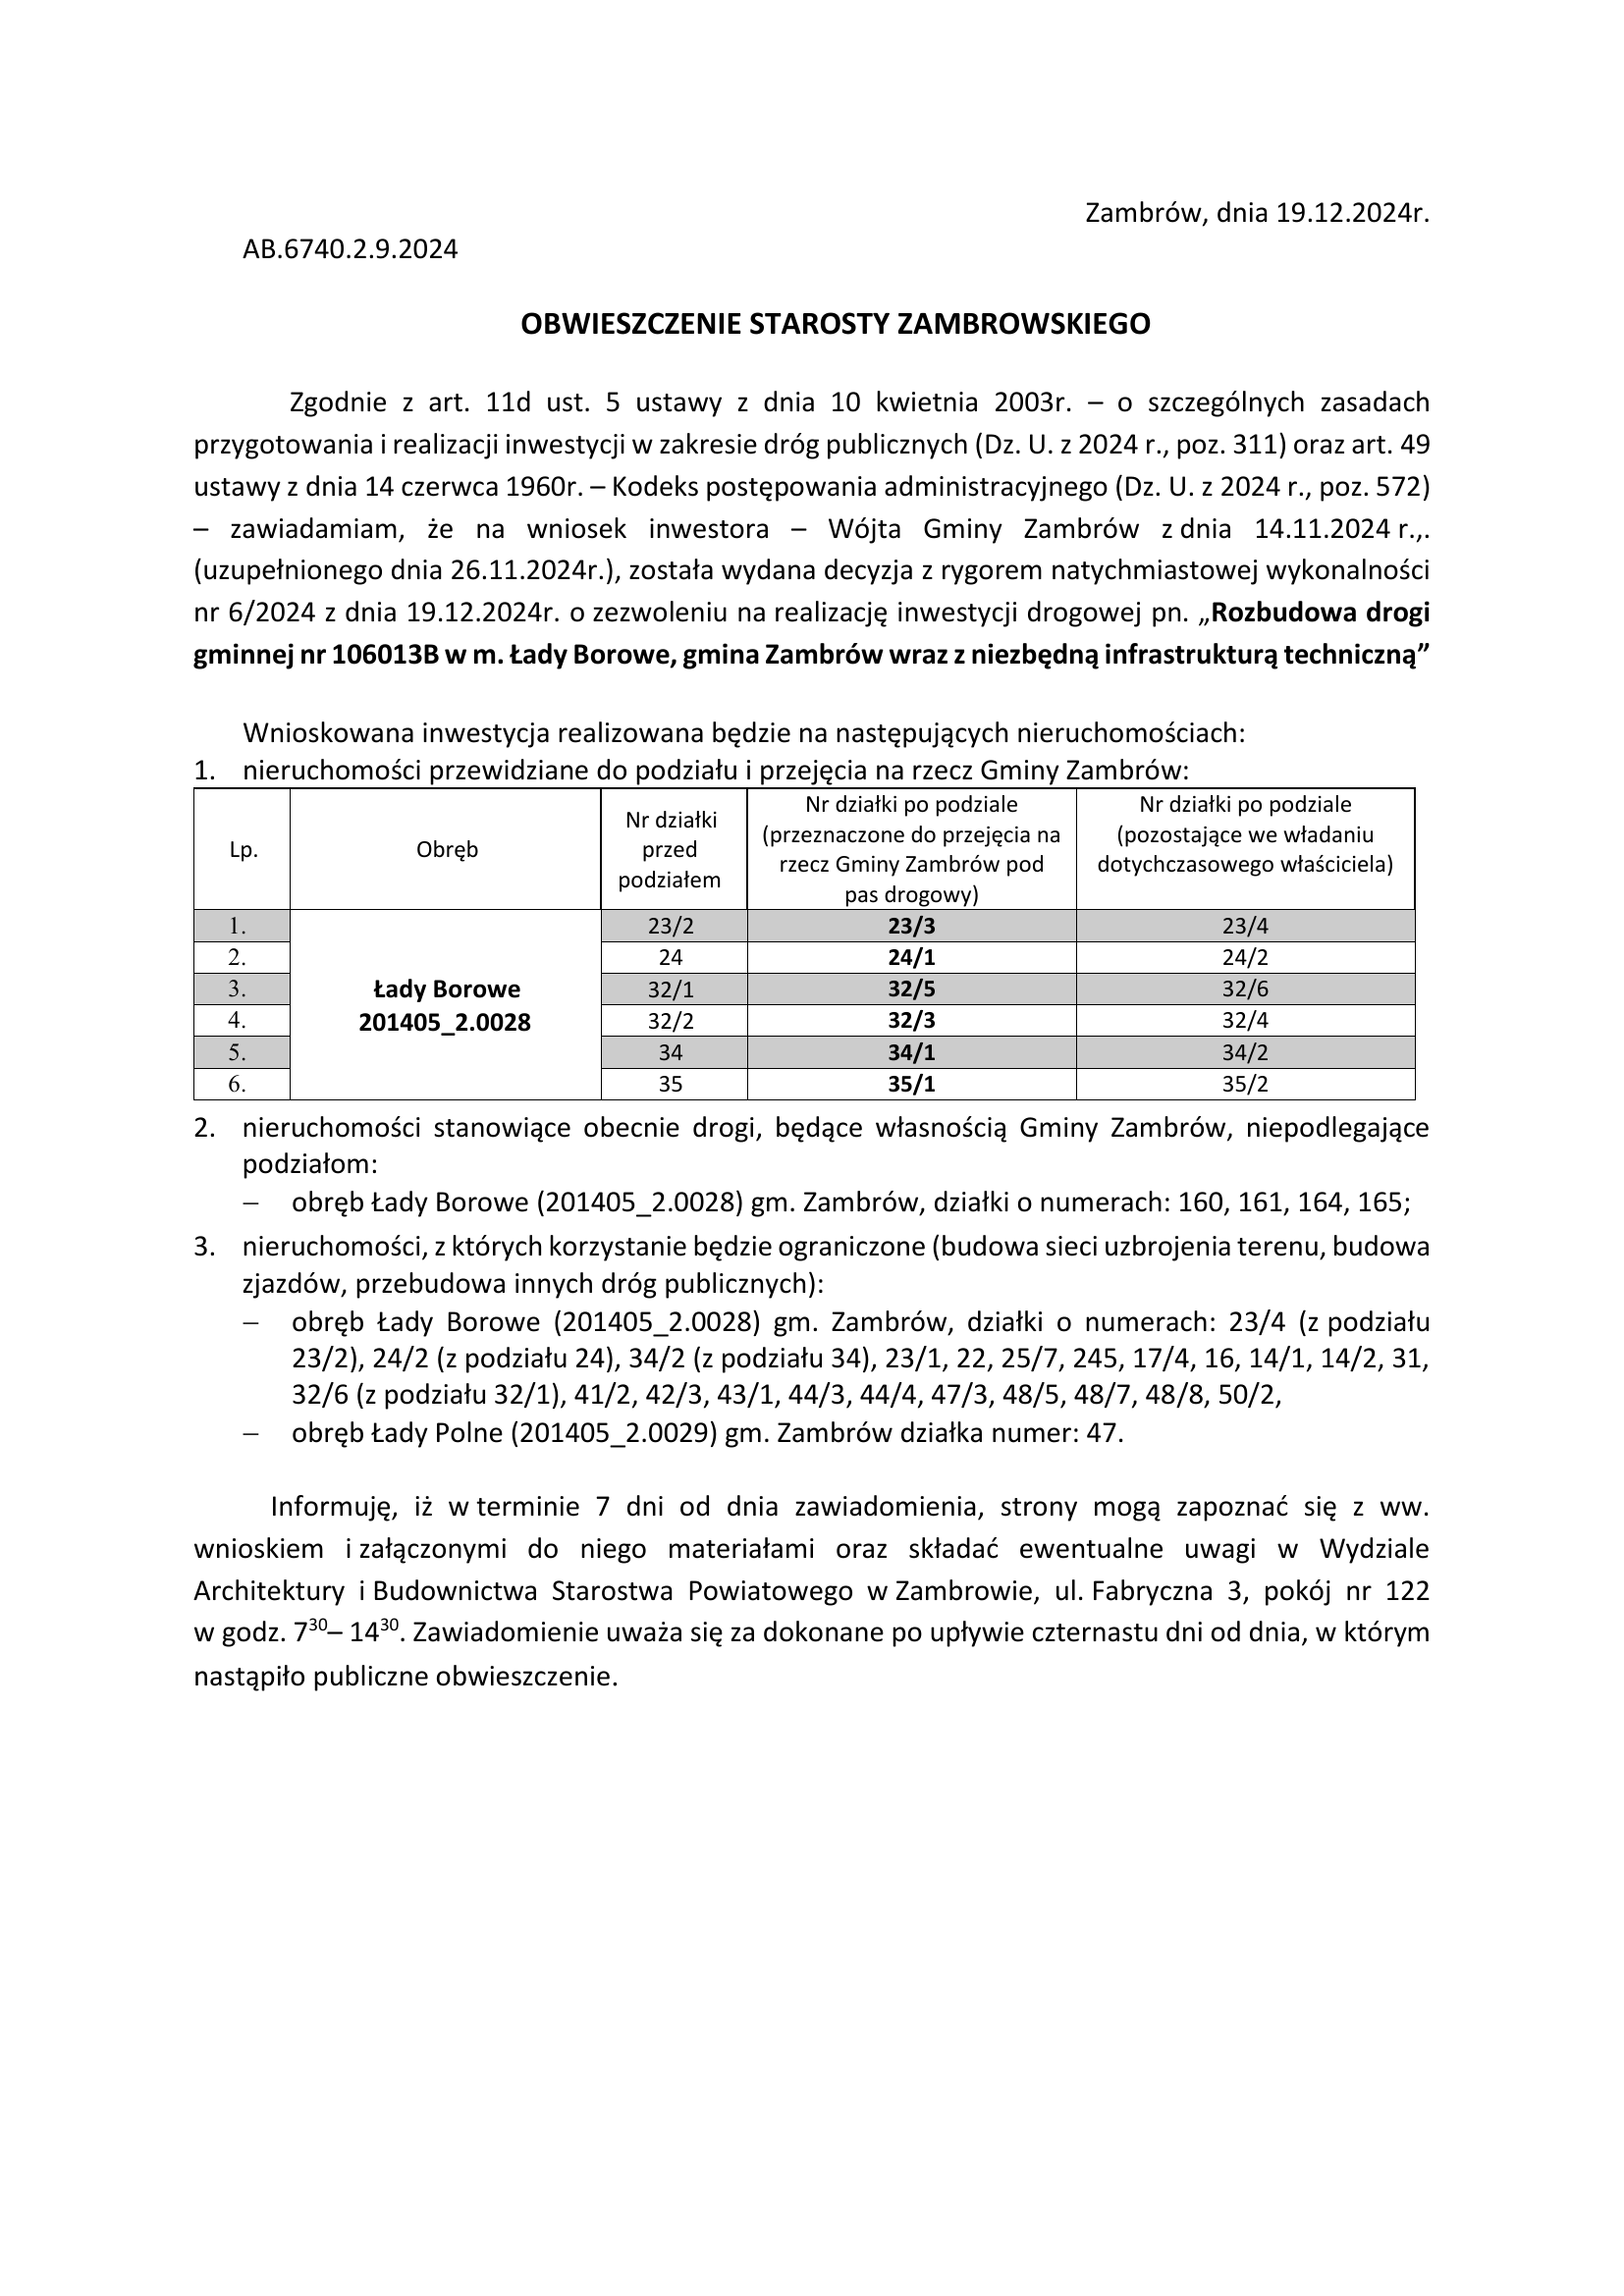 Zambrów, dnia 19.12.2024r.
AB.6740.2.9.2024
OBWIESZCZENIE STAROSTY ZAMBROWSKIEGO
Zgodnie z art. 11d ust. 5 ustawy z dnia 10 kwietnia 2003r. – o szczególnych zasadach
przygotowania i realizacji inwestycji w zakresie dróg publicznych (Dz. U. z 2024 r., poz. 311) oraz art. 49
ustawy z dnia 14 czerwca 1960r. – Kodeks postępowania administracyjnego (Dz. U. z 2024 r., poz. 572)
– zawiadamiam, że na wniosek inwestora – Wójta Gminy Zambrów z dnia 14.11.2024 r.,.
(uzupełnionego dnia 26.11.2024r.), została wydana decyzja z rygorem natychmiastowej wykonalności
nr 6/2024 z dnia 19.12.2024r. o zezwoleniu na realizację inwestycji drogowej pn. „Rozbudowa drogi
gminnej nr 106013B w m. Łady Borowe, gmina Zambrów wraz z niezbędną infrastrukturą techniczną”
Wnioskowana inwestycja realizowana będzie na następujących nieruchomościach:
1. nieruchomości przewidziane do podziału i przejęcia na rzecz Gminy Zambrów:
Lp.
Obręb
Nr działki
przed
podziałem
Nr działki po podziale
(przeznaczone do przejęcia na
rzecz Gminy Zambrów pod
pas drogowy)
Nr działki po podziale
(pozostające we władaniu
dotychczasowego właściciela)
Łady Borowe
201405_2.0028
1. 23/2 23/3 23/4
2. 24 24/1 24/2
3. 32/1 32/5 32/6
4. 32/2 32/3 32/4
5. 34 34/1 34/2
6. 35 35/1 35/2
2. nieruchomości stanowiące obecnie drogi, będące własnością Gminy Zambrów, niepodlegające
podziałom:
– obręb Łady Borowe (201405_2.0028) gm. Zambrów, działki o numerach: 160, 161, 164, 165;
3. nieruchomości, z których korzystanie będzie ograniczone (budowa sieci uzbrojenia terenu, budowa
zjazdów, przebudowa innych dróg publicznych):
– obręb Łady Borowe (201405_2.0028) gm. Zambrów, działki o numerach: 23/4 (z podziału
23/2), 24/2 (z podziału 24), 34/2 (z podziału 34), 23/1, 22, 25/7, 245, 17/4, 16, 14/1, 14/2, 31,
32/6 (z podziału 32/1), 41/2, 42/3, 43/1, 44/3, 44/4, 47/3, 48/5, 48/7, 48/8, 50/2,
– obręb Łady Polne (201405_2.0029) gm. Zambrów działka numer: 47.
Informuję, iż w terminie 7 dni od dnia zawiadomienia, strony mogą zapoznać się z ww.
wnioskiem i załączonymi do niego materiałami oraz składać ewentualne uwagi w Wydziale
Architektury i Budownictwa Starostwa Powiatowego w Zambrowie, ul. Fabryczna 3, pokój nr 122
w godz. 7³⁰– 14³⁰. Zawiadomienie uważa się za dokonane po upływie czternastu dni od dnia, w którym
nastąpiło publiczne obwieszczenie.